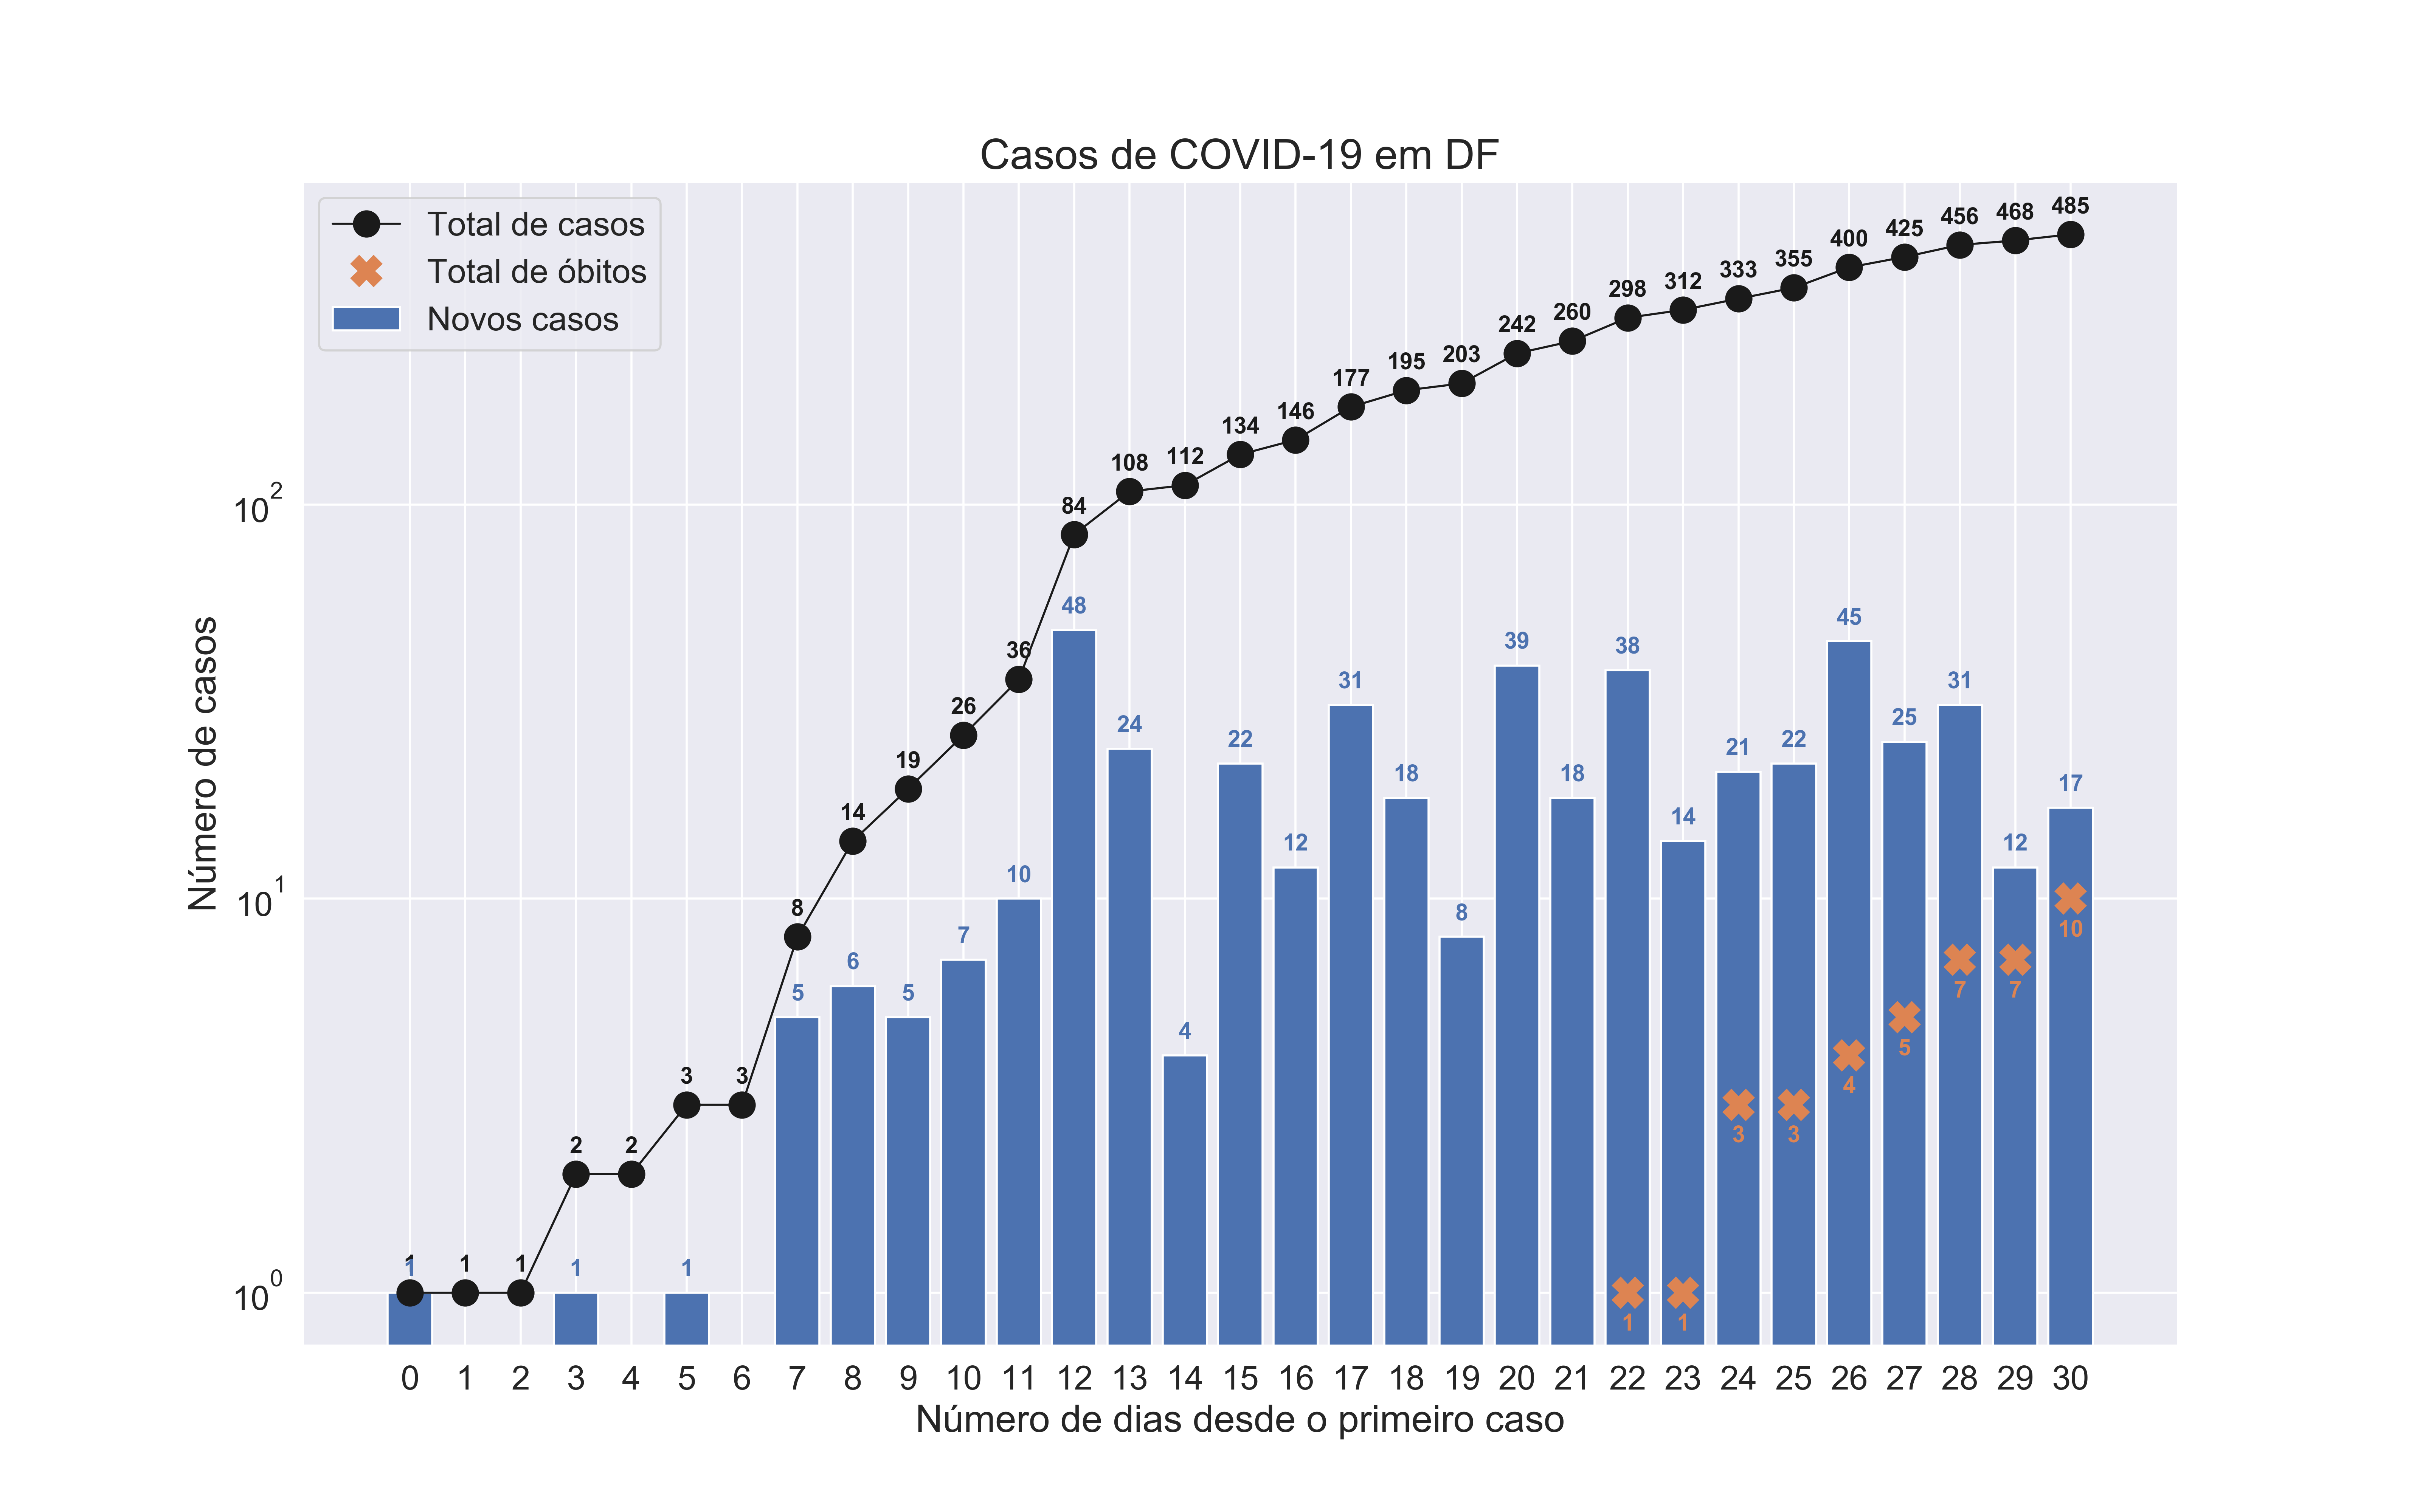 Casos de COVID-19 em DF
Total de casos
Total de óbitos
Novos casos
Número de casos
10^2
10^1
10^0
1 1 1 2 2 3 3 8 14 19 26 36 84 108 112 134 146 177 195 203 242 260 298 312 333 355 400 425 456 468 485
1 1 1 5 6 5 7 10 48 24 4 22 12 31 18 8 39 18 38 14 21 22 45 25 31 12 17
1 1 3 3 4 5 7 7 10
0 1 2 3 4 5 6 7 8 9 10 11 12 13 14 15 16 17 18 19 20 21 22 23 24 25 26 27 28 29 30
Número de dias desde o primeiro caso